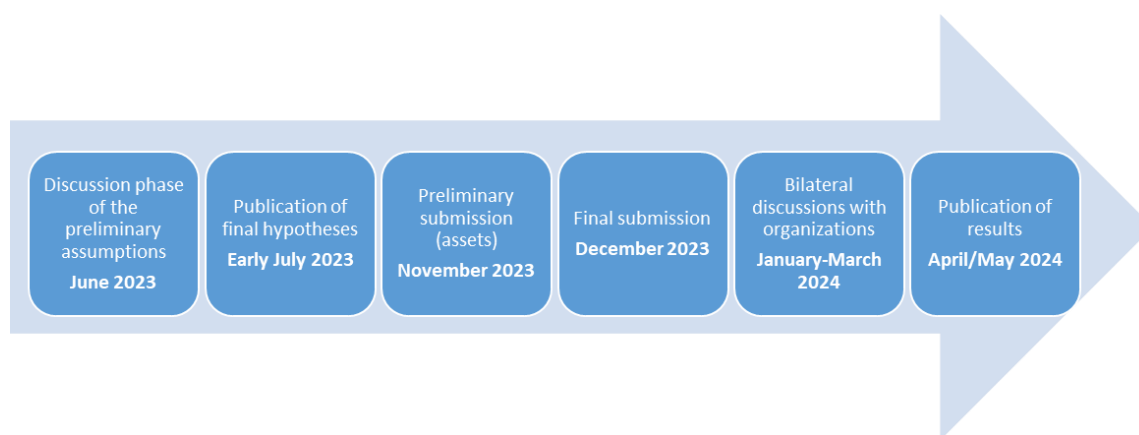 Discussion phase
of the
preliminary
assumptions
June 2023
Publication of
final hypotheses
Early July 2023
Preliminary
submission
(assets)
November 2023
Final submission
December 2023
Bilateral
discussions with
organizations
January-March
2024
Publication of
results
April/May 2024